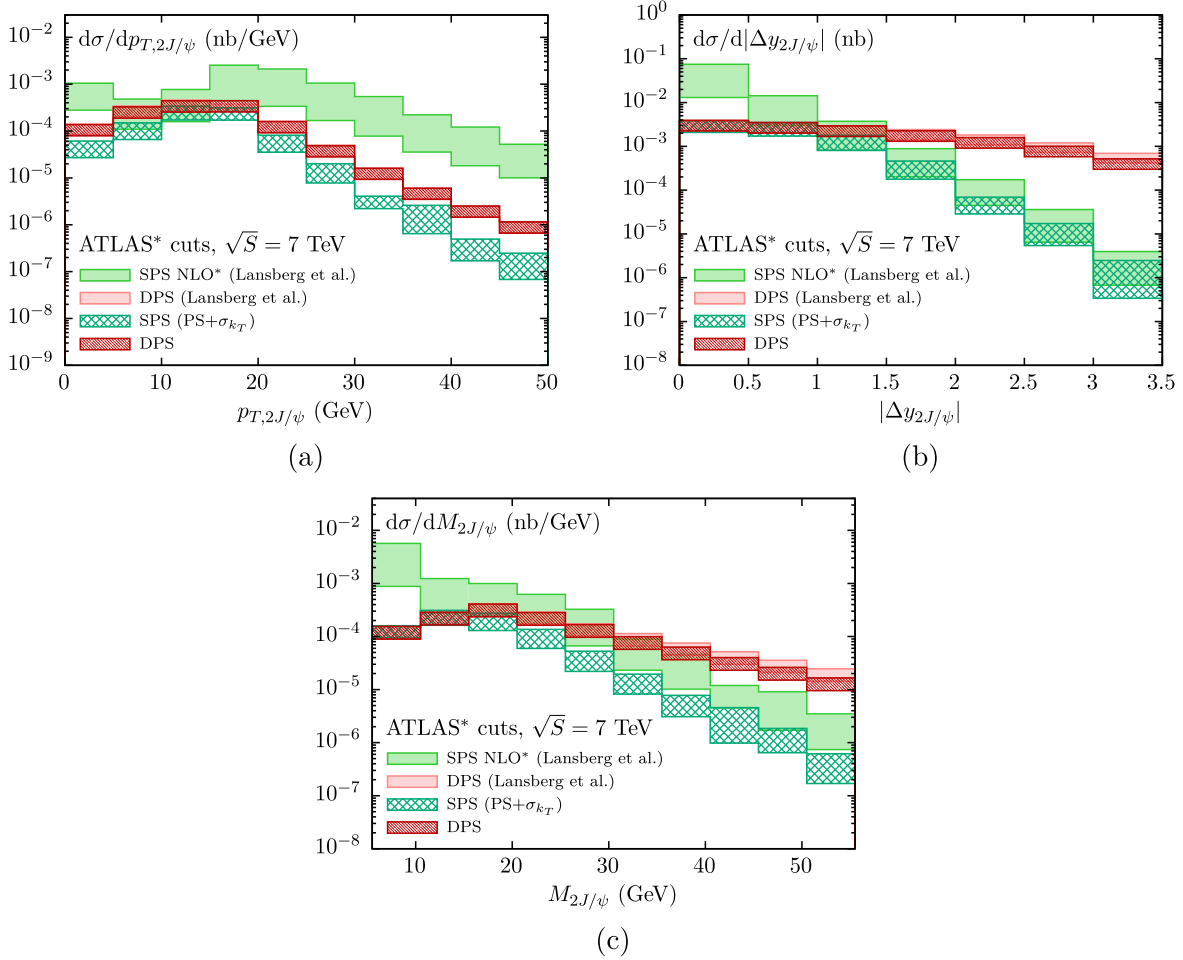 dσ/dp_{T,2J/ψ} (nb/GeV)
10^{-2}
10^{-3}
10^{-4}
10^{-5}
10^{-6}
10^{-7}
10^{-8}
10^{-9}
ATLAS* cuts, √S = 7 TeV
SPS NLO* (Lansberg et al.)
DPS (Lansberg et al.)
SPS (PS+σ_{k_T})
DPS
0 10 20 30 40 50
p_{T,2J/ψ} (GeV)
(a)
dσ/d|Δy_{2J/ψ}| (nb)
10^{0}
10^{-1}
10^{-2}
10^{-3}
10^{-4}
10^{-5}
10^{-6}
10^{-7}
10^{-8}
ATLAS* cuts, √S = 7 TeV
SPS NLO* (Lansberg et al.)
DPS (Lansberg et al.)
SPS (PS+σ_{k_T})
DPS
0 0.5 1 1.5 2 2.5 3 3.5
|Δy_{2J/ψ}|
(b)
dσ/dM_{2J/ψ} (nb/GeV)
10^{-2}
10^{-3}
10^{-4}
10^{-5}
10^{-6}
10^{-7}
10^{-8}
ATLAS* cuts, √S = 7 TeV
SPS NLO* (Lansberg et al.)
DPS (Lansberg et al.)
SPS (PS+σ_{k_T})
DPS
10 20 30 40 50
M_{2J/ψ} (GeV)
(c)